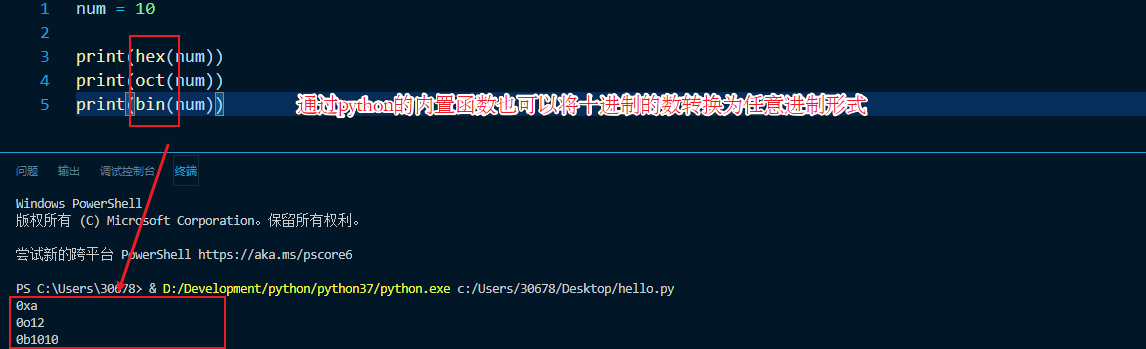 1 num = 10
2
3 print(hex(num))
4 print(oct(num))
5 print(bin(num))
通过python的内置函数也可以将十进制的数转换为任意进制形式
问题 输出 调试控制台 终端
Windows PowerShell
版权所有 (C) Microsoft Corporation。保留所有权利。
尝试新的跨平台 PowerShell https://aka.ms/pscore6
PS C:\Users\30678> & D:/Development/python/python37/python.exe c:/Users/30678/Desktop/hello.py
0xa
0o12
0b1010